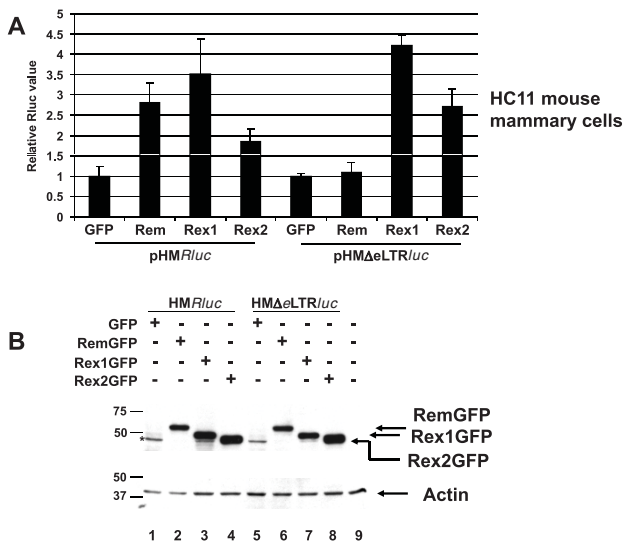 A
Rellative Rluc value
5
4.5
4
3.5
3
2.5
2
1.5
1
0.5
0
GFP Rem Rex1 Rex2 GFP Rem Rex1 Rex2
pHMRluc pHMΔeLTRluc
HC11 mouse
mammary cells
B
HMRluc HMΔeLTRluc
GFP + - - - + - - - -
RemGFP - + - - - + - - -
Rex1GFP - - + - - - + - -
Rex2GFP - - - + - - - + -
75
50
*
RemGFP
Rex1GFP
Rex2GFP
50
37
Actin
1 2 3 4 5 6 7 8 9